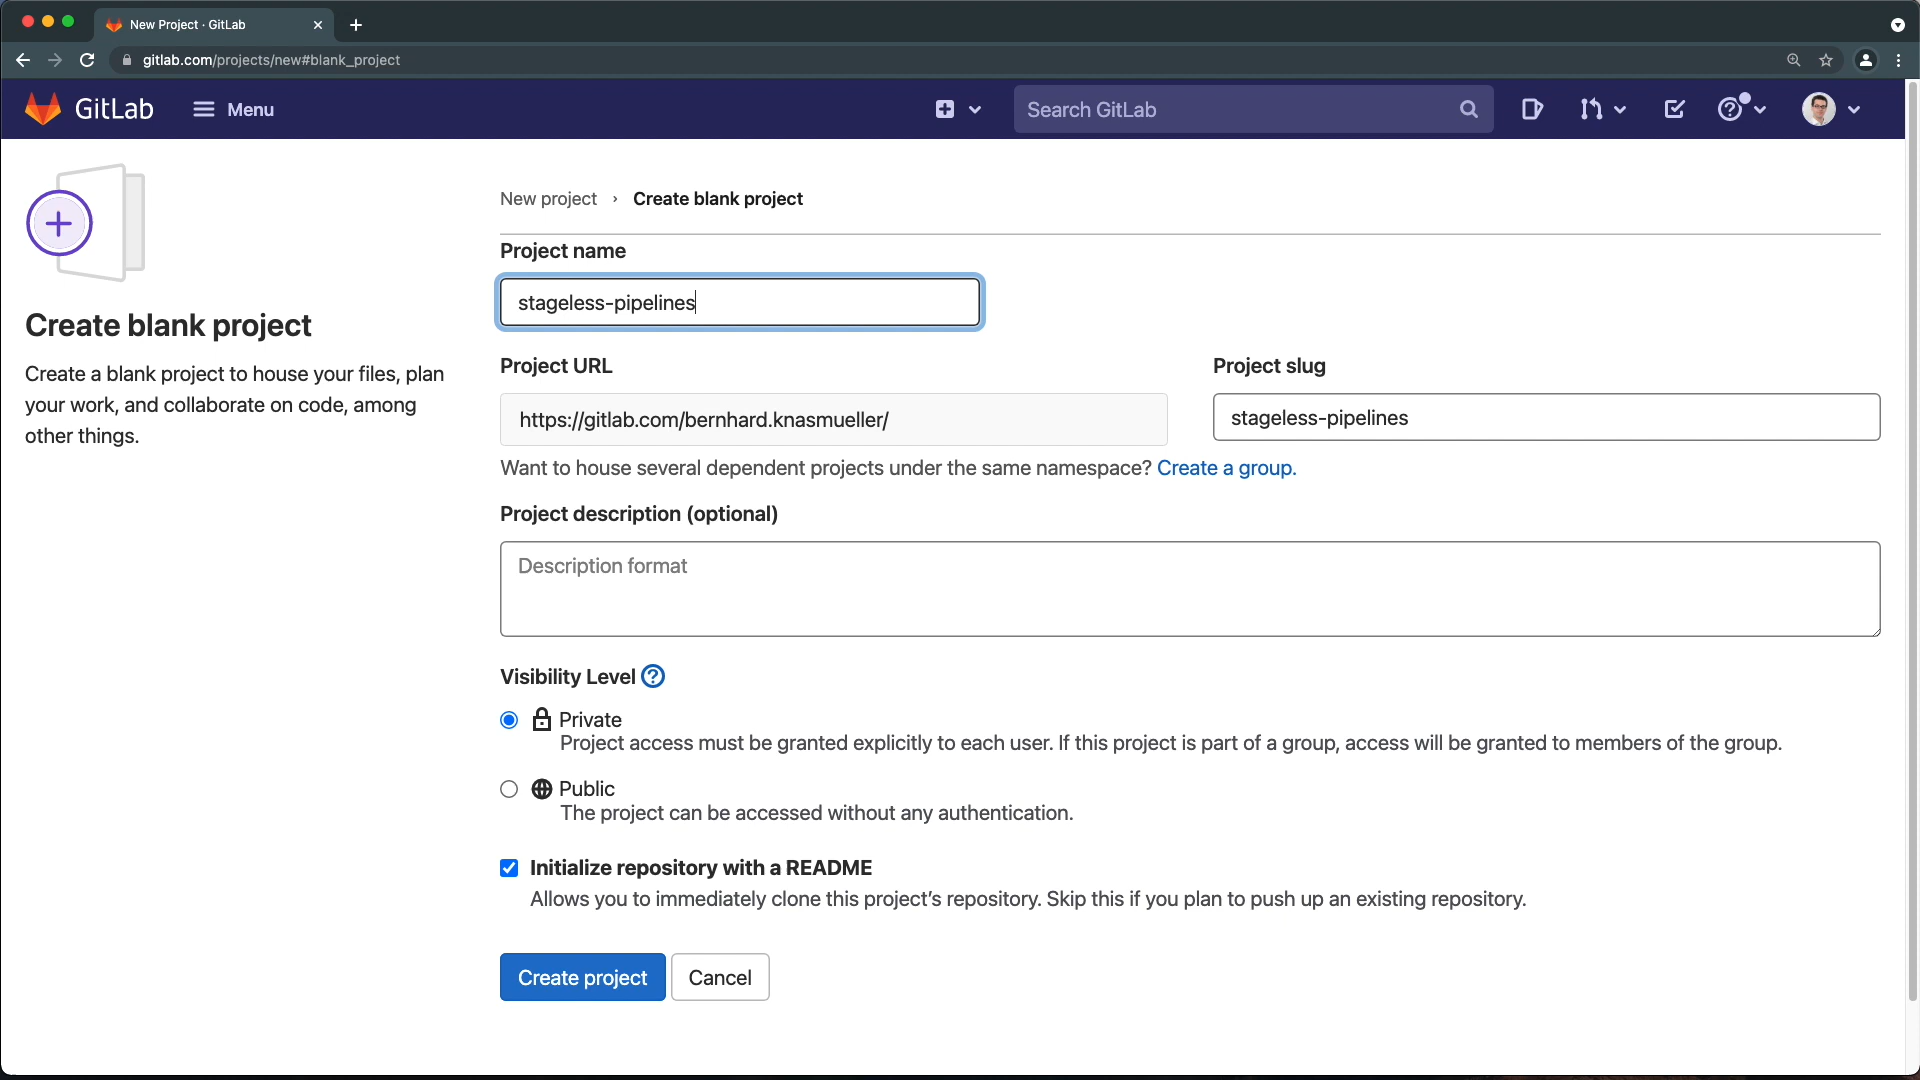 New Project · GitLab
gitlab.com/projects/new#blank_project
GitLab
Menu
Search GitLab
New project › Create blank project
Create blank project
Create a blank project to house your files, plan
your work, and collaborate on code, among
other things.
Project name
stageless-pipelines
Project URL
Project slug
https://gitlab.com/bernhard.knasmueller/
stageless-pipelines
Want to house several dependent projects under the same namespace? Create a group.
Project description (optional)
Description format
Visibility Level
Private
Project access must be granted explicitly to each user. If this project is part of a group, access will be granted to members of the group.
Public
The project can be accessed without any authentication.
Initialize repository with a README
Allows you to immediately clone this project's repository. Skip this if you plan to push up an existing repository.
Create project
Cancel